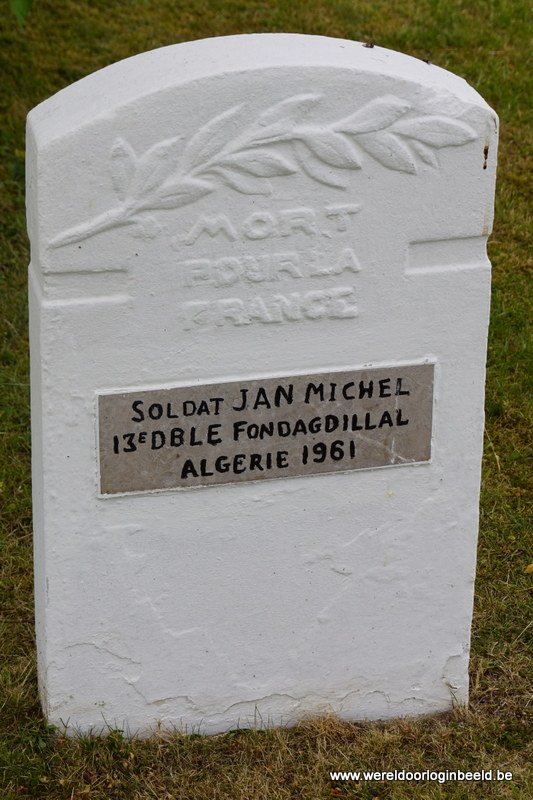 MORT
POUR LA
FRANCE
SOLDAT JAN MICHEL
13E DBLE FONDAGDILLAL
ALGERIE 1961
www.wereldoorloginbeeld.be